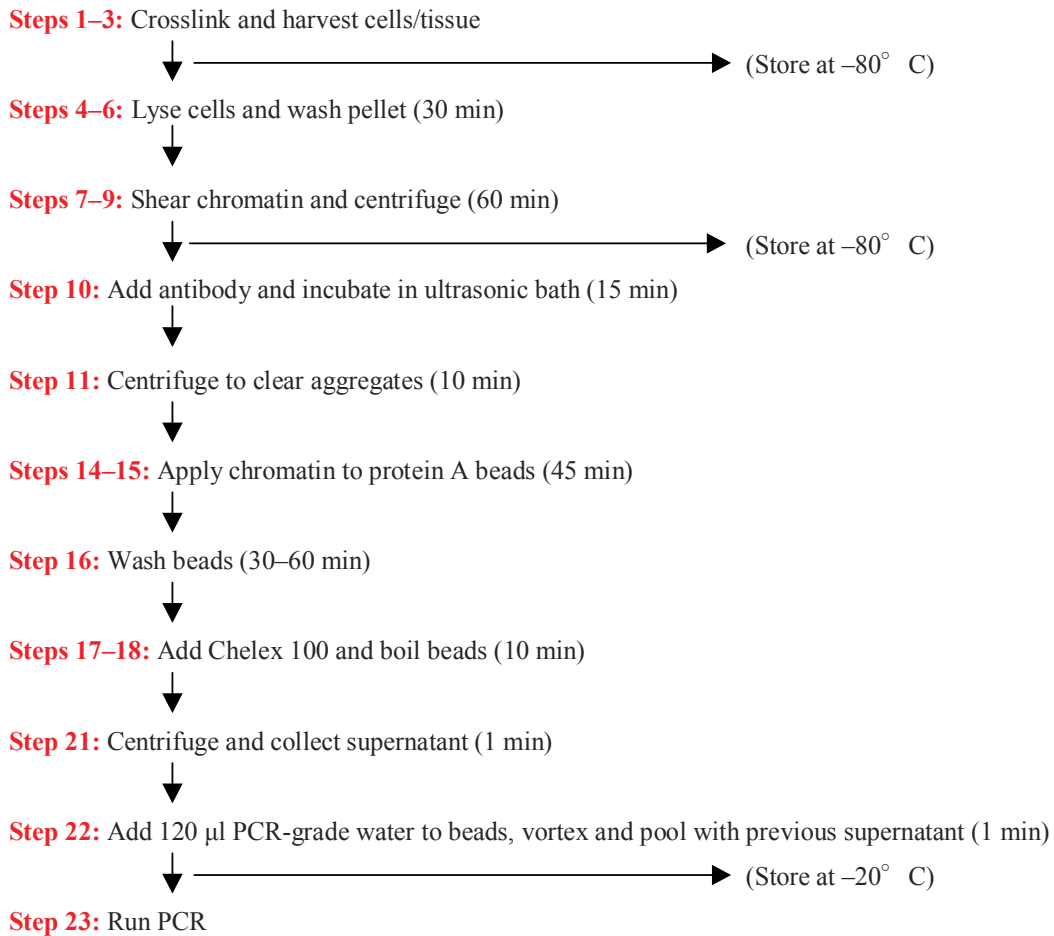 Steps 1–3: Crosslink and harvest cells/tissue
(Store at –80° C)
Steps 4–6: Lyse cells and wash pellet (30 min)
Steps 7–9: Shear chromatin and centrifuge (60 min)
(Store at –80° C)
Step 10: Add antibody and incubate in ultrasonic bath (15 min)
Step 11: Centrifuge to clear aggregates (10 min)
Steps 14–15: Apply chromatin to protein A beads (45 min)
Step 16: Wash beads (30–60 min)
Steps 17–18: Add Chelex 100 and boil beads (10 min)
Step 21: Centrifuge and collect supernatant (1 min)
Step 22: Add 120 μl PCR-grade water to beads, vortex and pool with previous supernatant (1 min)
(Store at –20° C)
Step 23: Run PCR